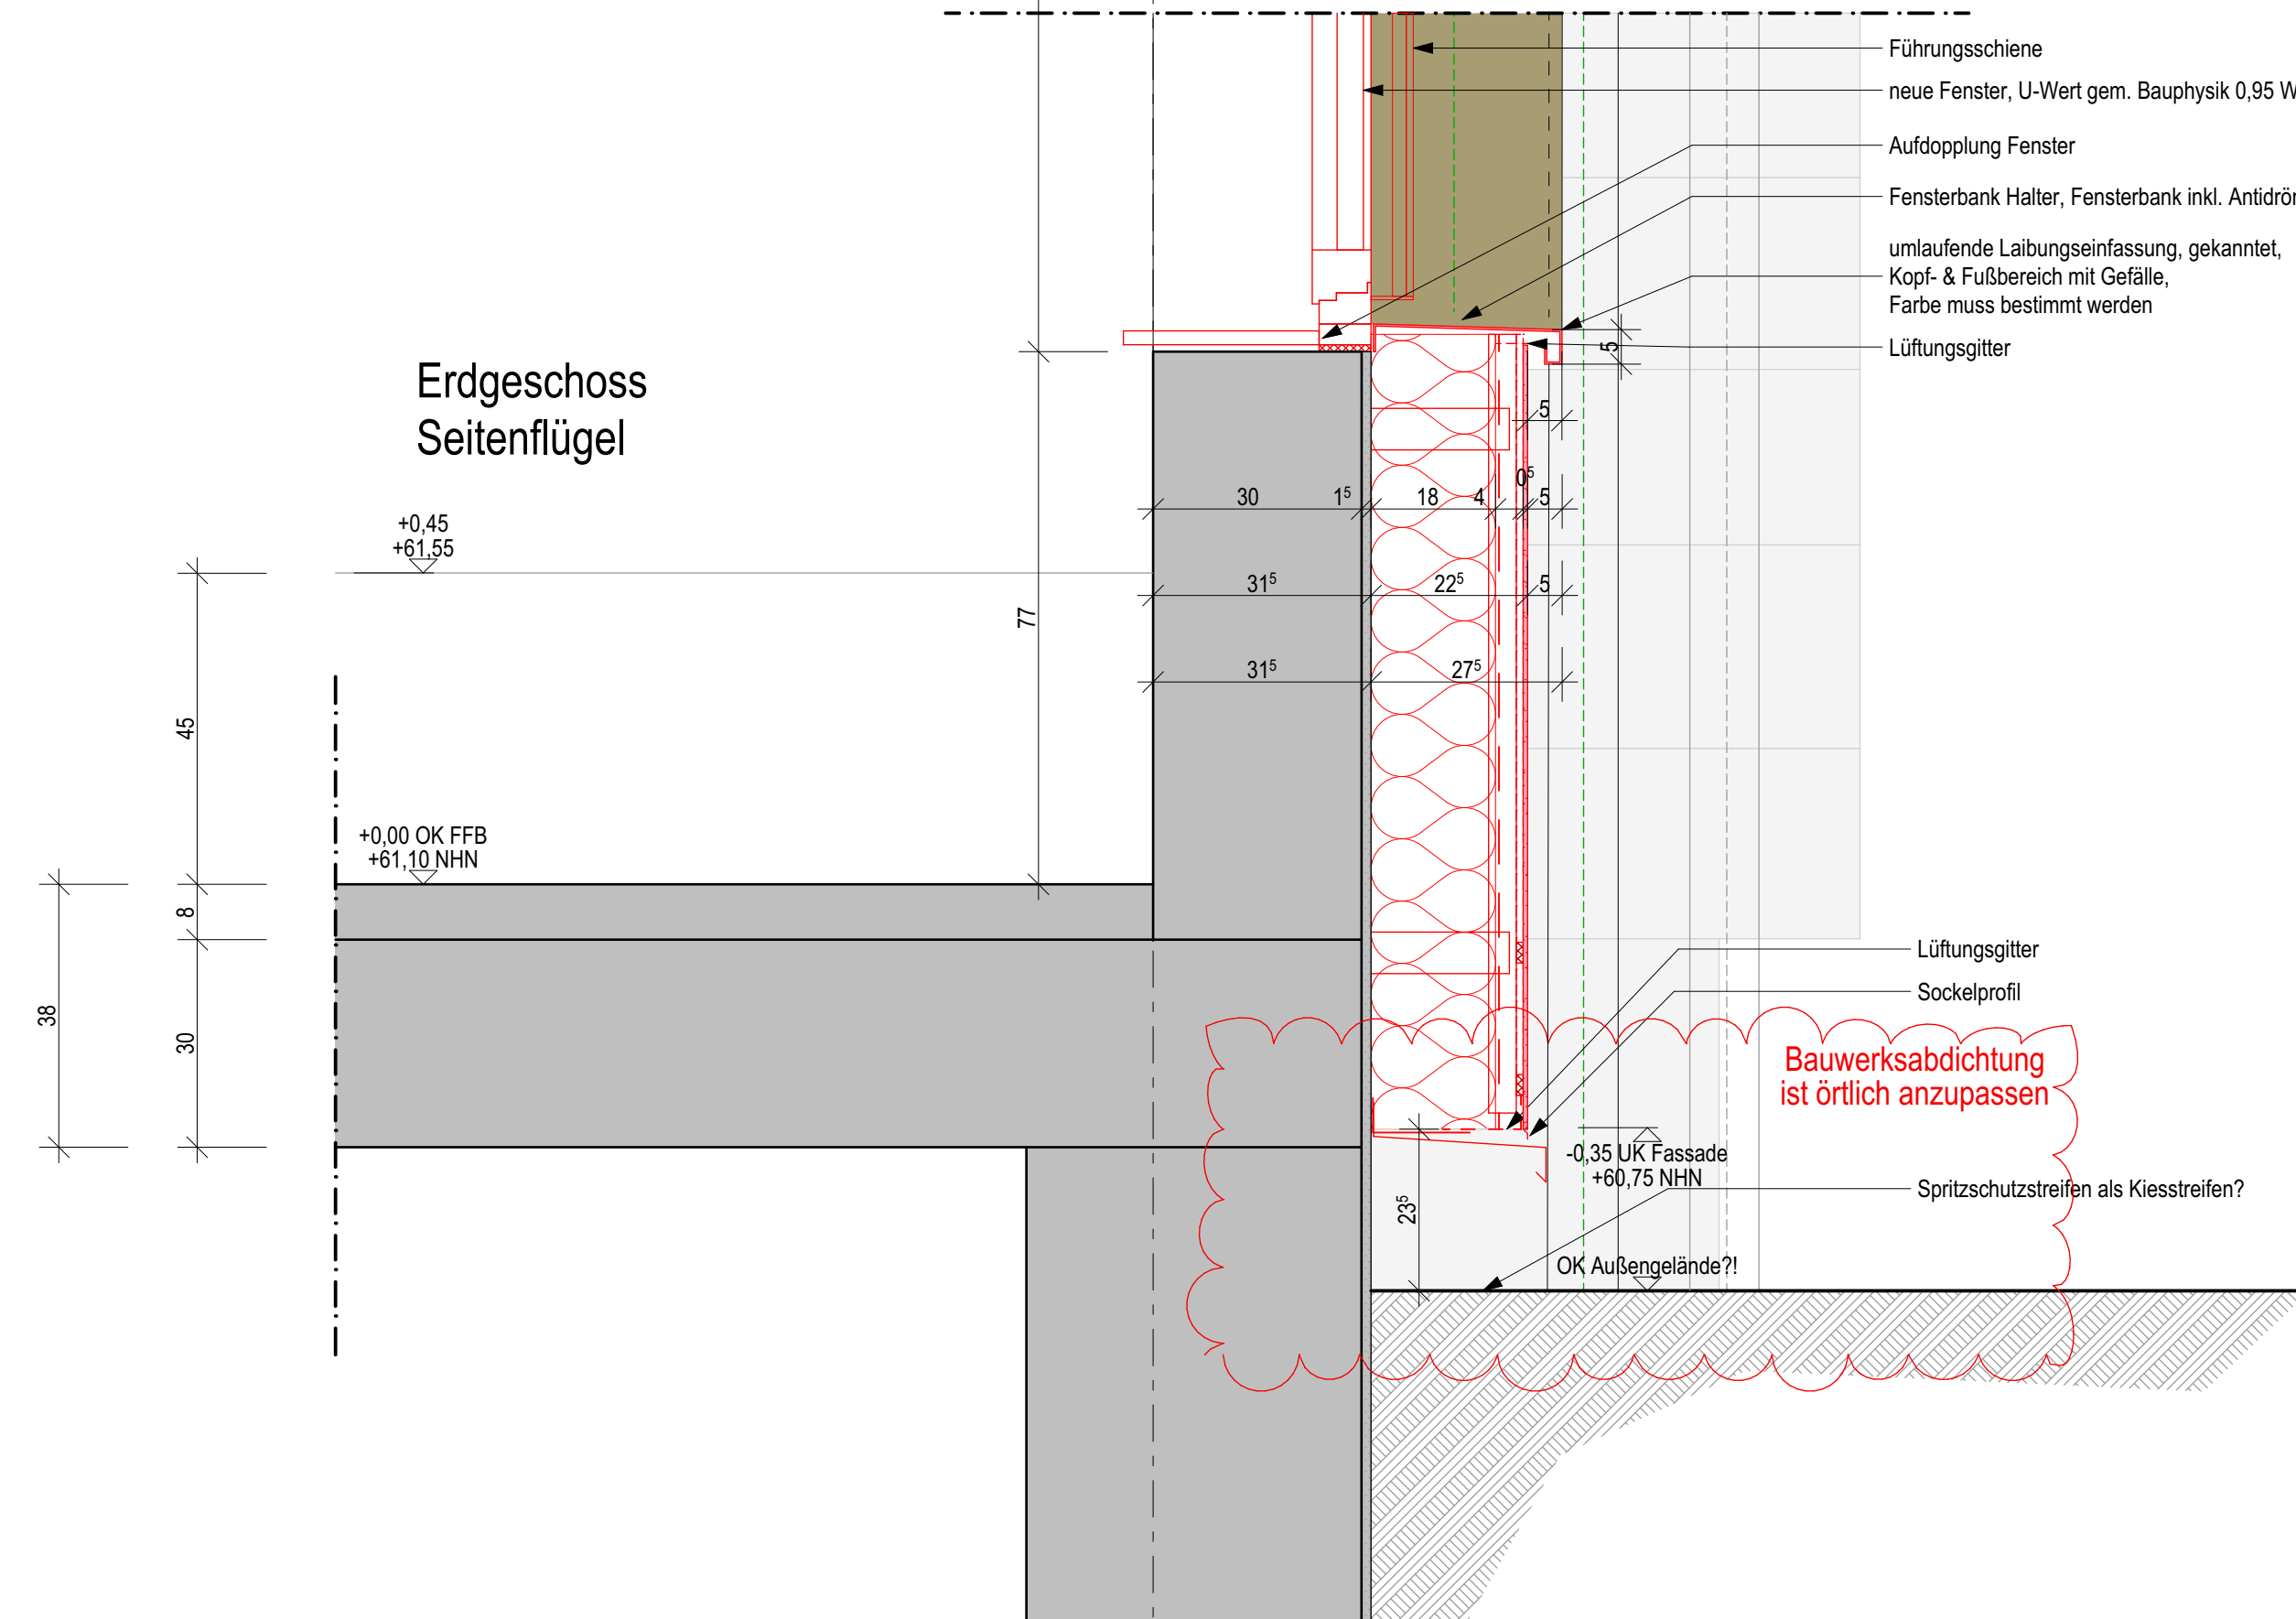 Führungsschiene
neue Fenster, U-Wert gem. Bauphysik 0,95 W
Aufdopplung Fenster
Fensterbank Halter, Fensterbank inkl.
umlaufende Laibungseinfassung, gekanntet,
Kopf- & Fußbereich mit Gefälle,
Farbe muss bestimmt werden
Lüftungsgitter
5
Erdgeschoss
Seitenflügel
5
30 1⁵ 18 4 0⁵ 5
+0,45
+61,55
31⁵ 22⁵ 5
77
31⁵ 27⁵
45
+0,00 OK FFB
+61,10 NHN
8
38
30
Lüftungsgitter
Sockelprofil
Bauwerksabdichtung
ist örtlich anzupassen
-0,35 UK Fassade
+60,75 NHN
Spritzschutzstreifen als Kiesstreifen?
23⁵
OK Außengelände?!